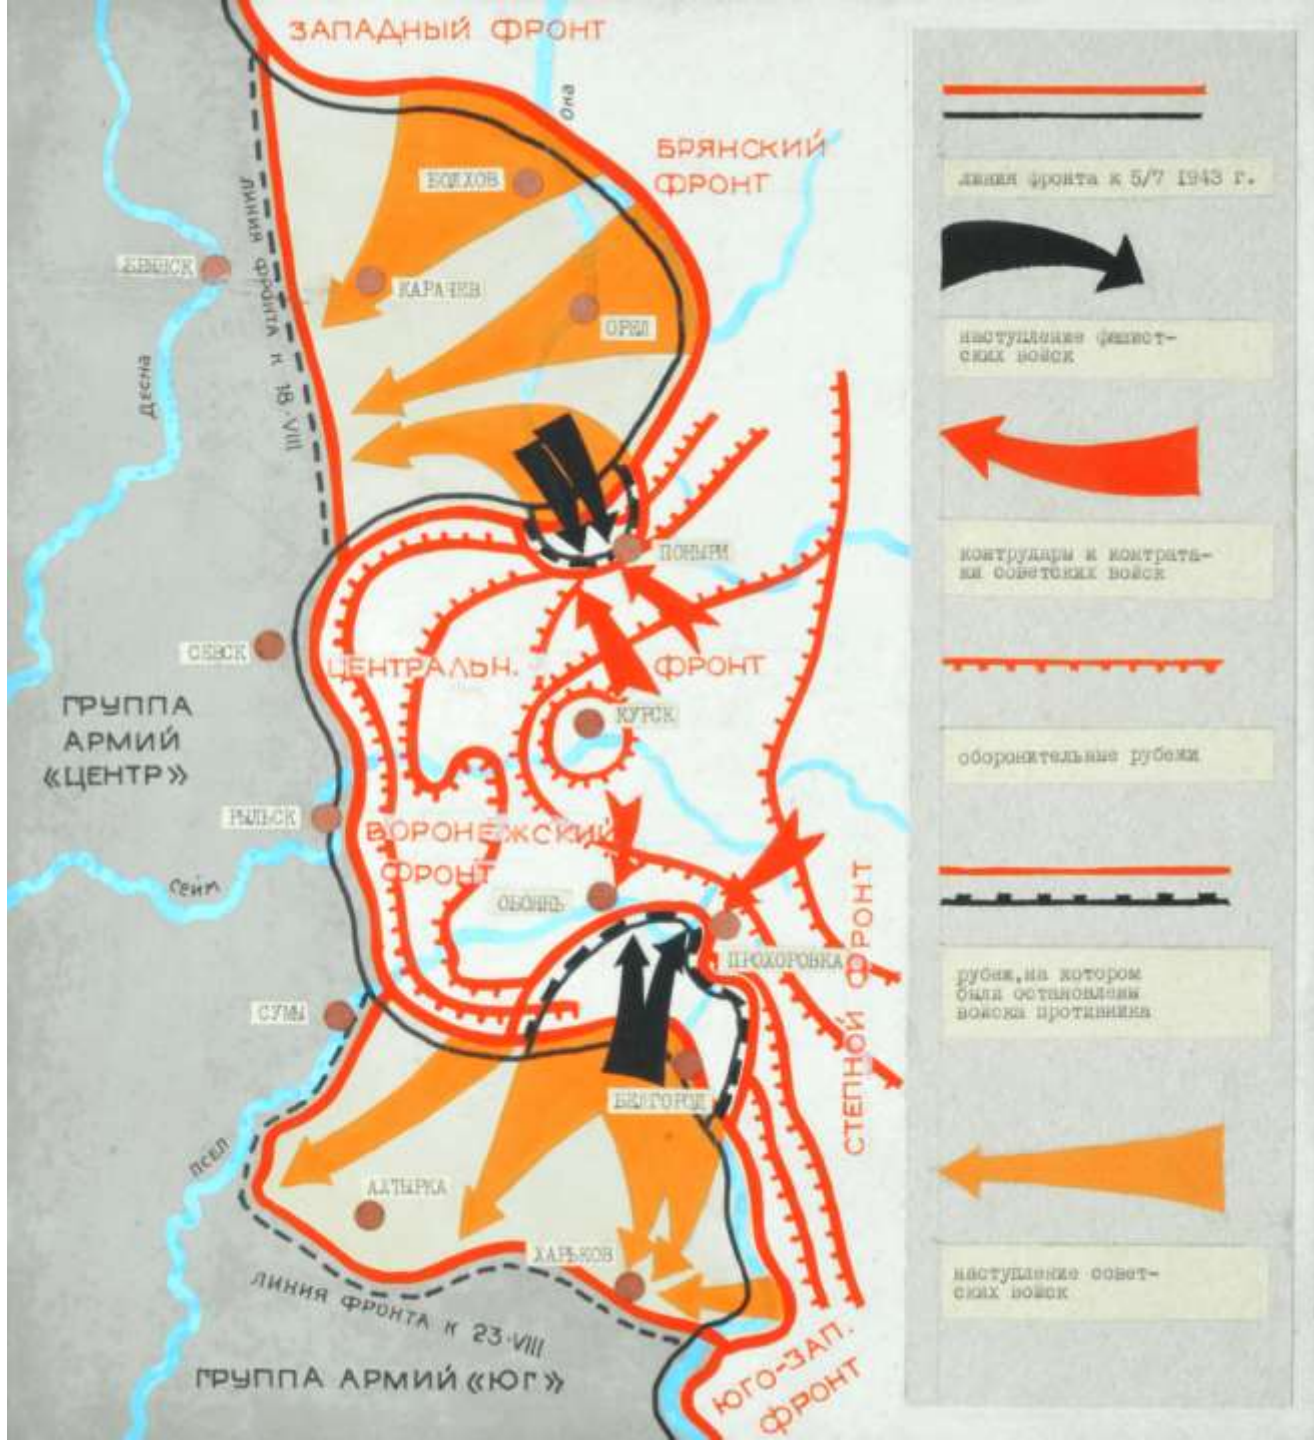 ЗАПАДНЫЙ ФРОНТ
Ока
БРЯНСКИЙ
ФРОНТ
БОЛХОВ
БРЯНСК
КАРАЧЕВ
ОРЕЛ
ЛИНИЯ ФРОНТА К 18·VIII
ДЕСНА
ПОНЫРИ
СЕВСК
ЦЕНТРАЛЬН. ФРОНТ
ГРУППА
АРМИЙ
«ЦЕНТР»
КУРСК
РЫЛЬСК
ВОРОНЕЖСКИЙ
ФРОНТ
СЕЙМ
ОБОЯНЬ
ПРОХОРОВКА
СТЕПНОЙ ФРОНТ
СУМЫ
БЕЛГОРОД
ПСЕЛ
АХТЫРКА
ХАРЬКОВ
ЛИНИЯ ФРОНТА К 23·VIII
ГРУППА АРМИЙ «ЮГ»
ЮГО-ЗАП.
ФРОНТ
линия фронта к 5/7 1943 г.
наступление фашист-
ских войск
контрудары и контрата-
ки советских войск
оборонительные рубежи
рубеж, на котором
были остановлены
войска противника
наступление совет-
ских войск